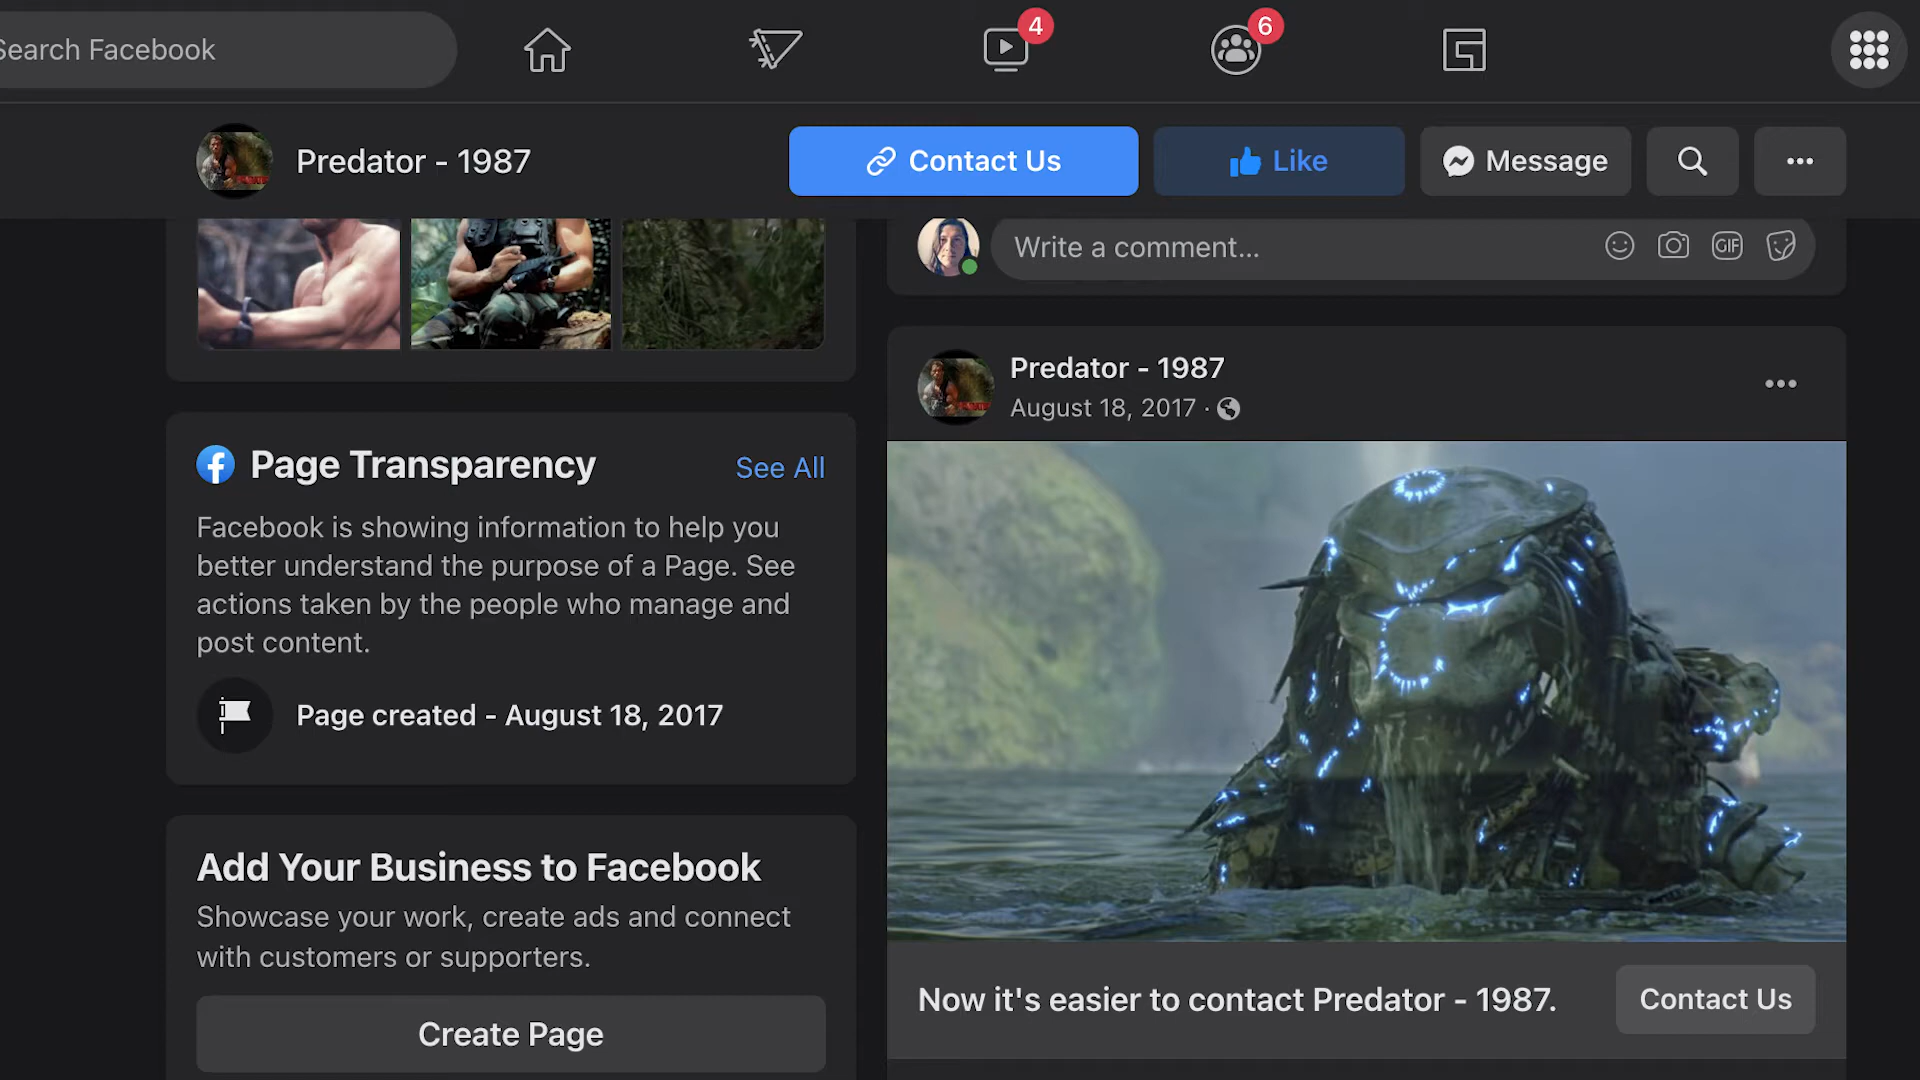 Search Facebook
4
6
Predator - 1987
Contact Us
Like
Message
Write a comment...
GIF
Predator - 1987
August 18, 2017 ·
Page Transparency
See All
Facebook is showing information to help you
better understand the purpose of a Page. See
actions taken by the people who manage and
post content.
Page created - August 18, 2017
Add Your Business to Facebook
Showcase your work, create ads and connect
with customers or supporters.
Create Page
Now it's easier to contact Predator - 1987.
Contact Us